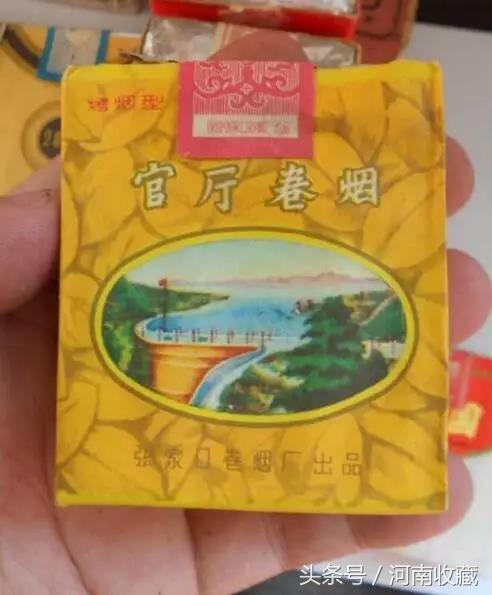 烤烟型
官厅卷烟
张家口卷烟厂出品
头条号/河南收藏